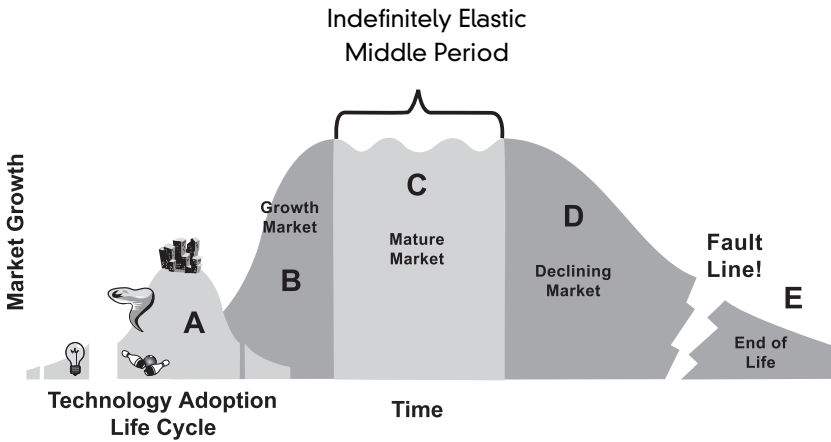 Indefinitely Elastic
Middle Period
Market Growth
A
Growth
Market
B
C
Mature
Market
D
Declining
Market
Fault
Line!
E
End of
Life
Technology Adoption
Life Cycle
Time